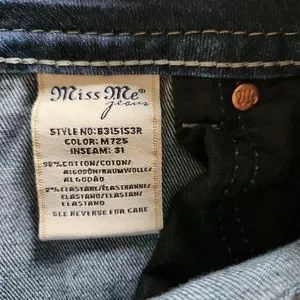 Miss Me®
jeans
STYLE NO:B3151S3R
COLOR: M725
INSEAM: 31
98% COTTON/COTON/
ALGODÓN/BAUMWOLLE/
ALGODÃO
2% ELASTANE/ÉLASTHANNE/
ELASTANO/ELASTAN/
ELASTANO
SEE REVERSE FOR CARE